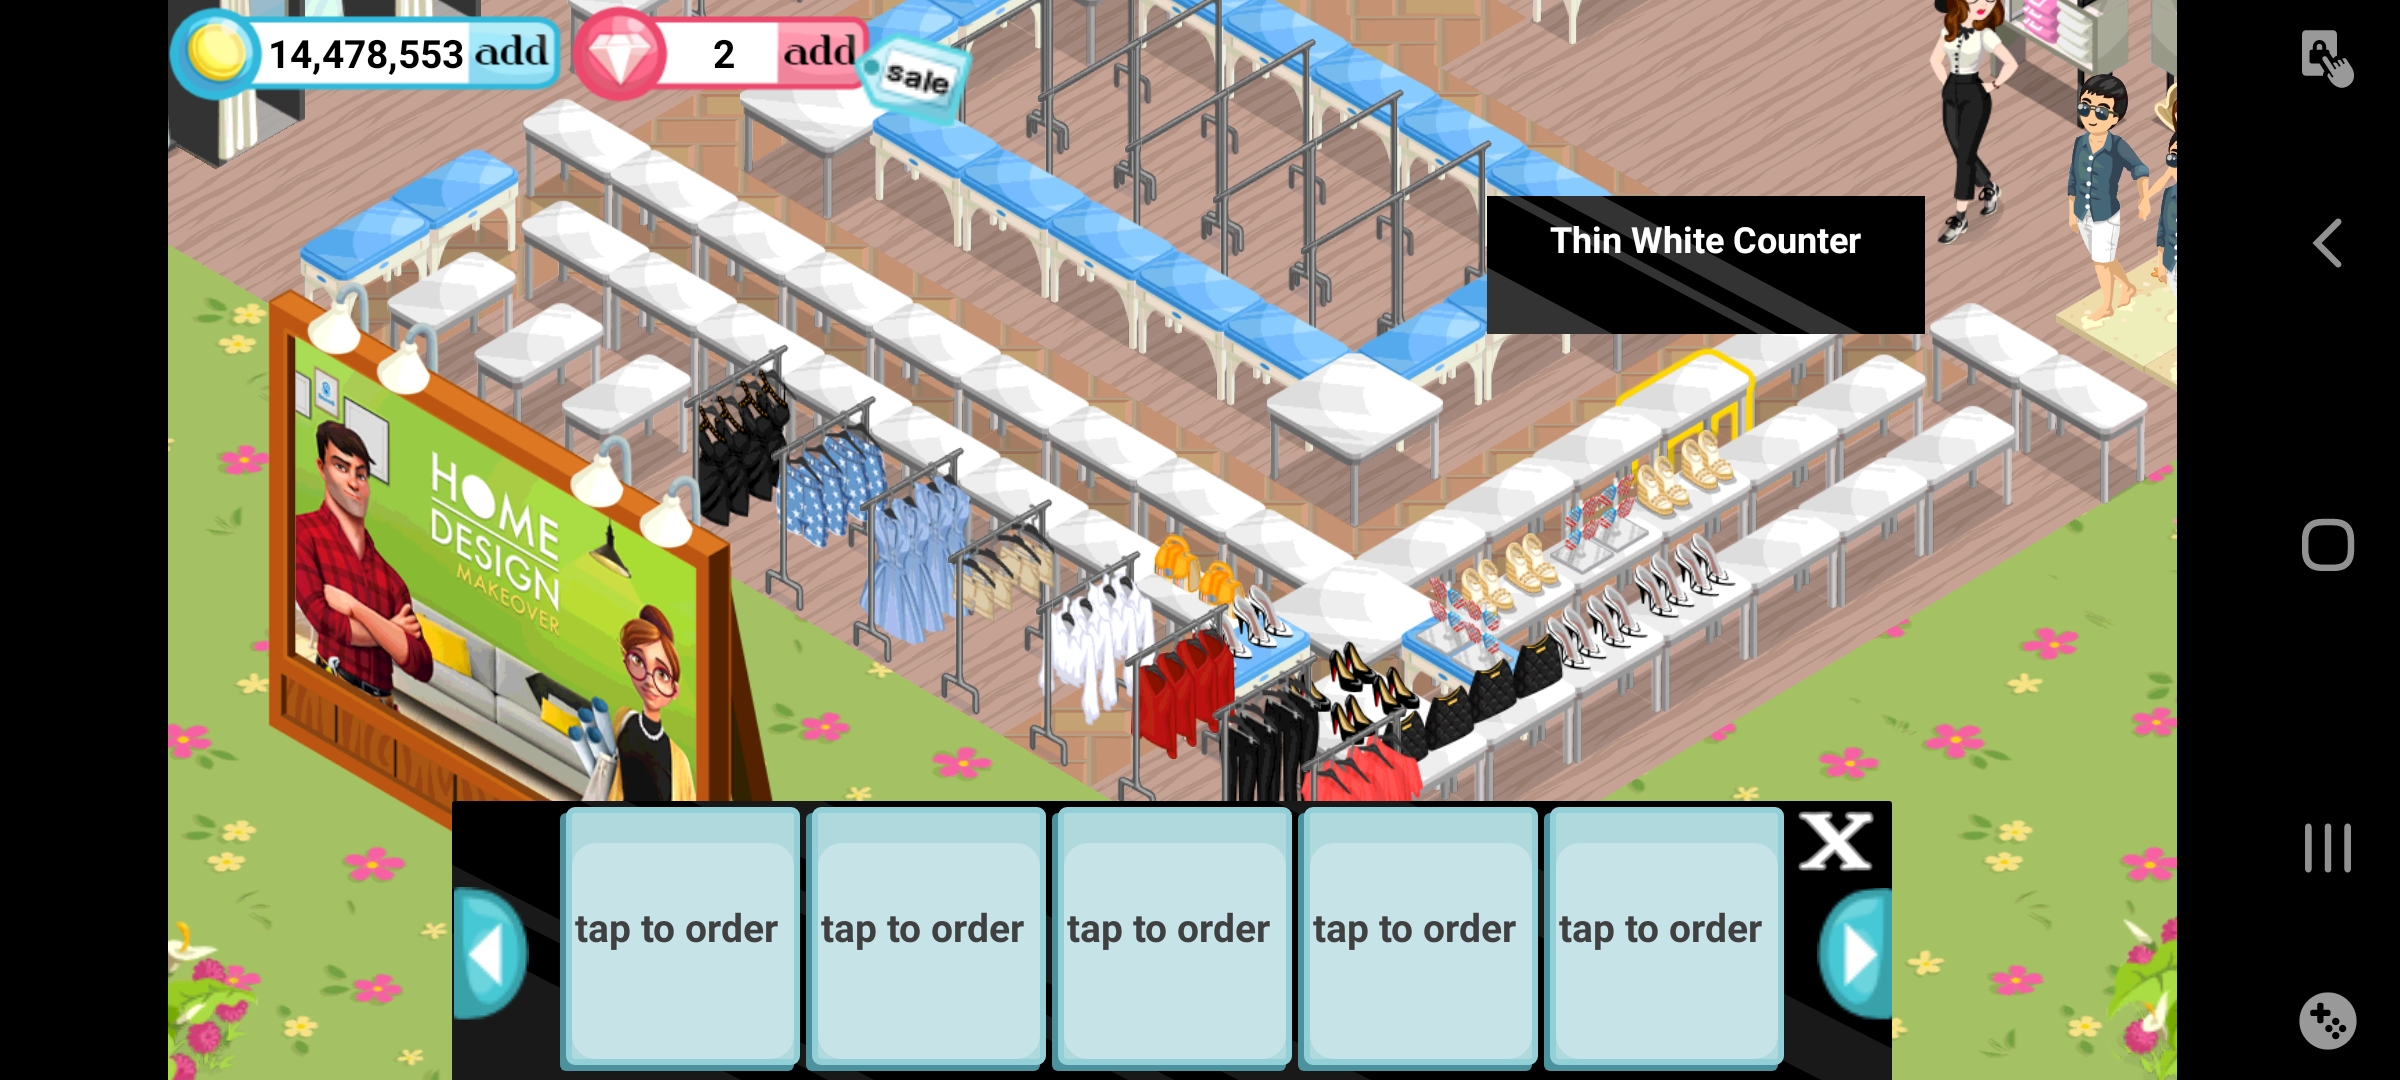 14,478,553 add
2 add
sale
Thin White Counter
HOME
DESIGN
MAKEOVER
tap to order
tap to order
tap to order
tap to order
tap to order
X